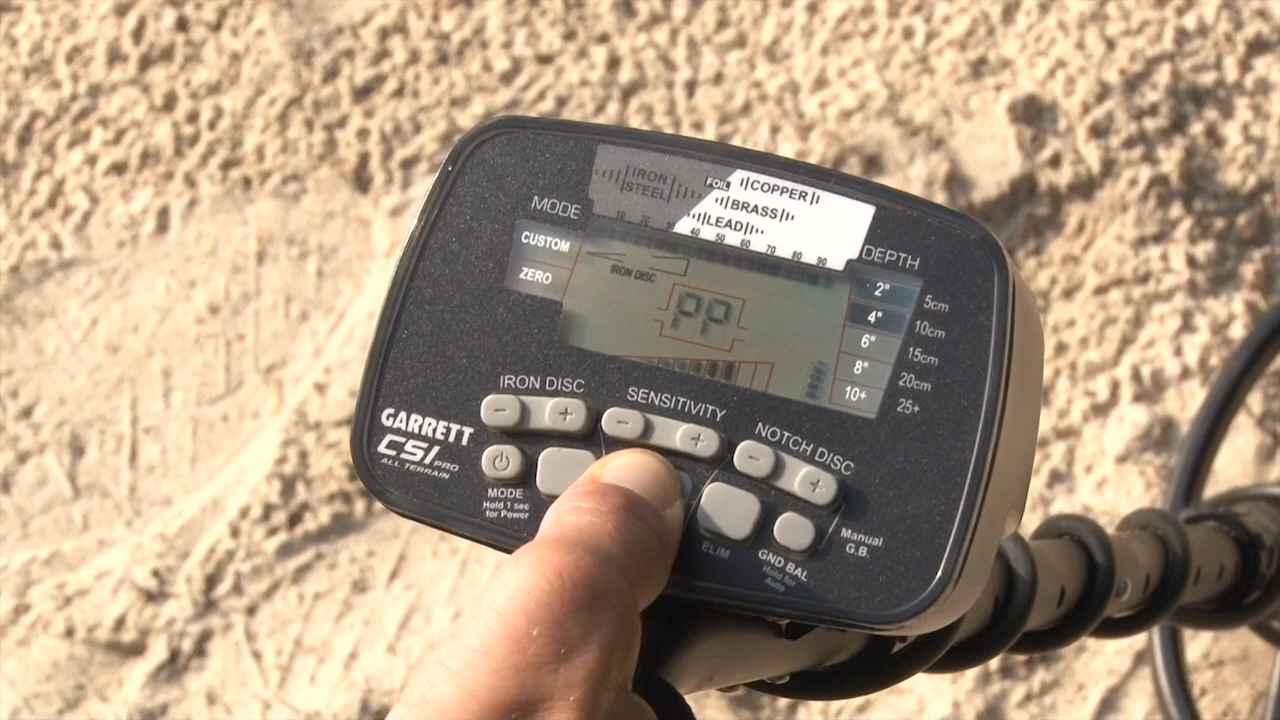 IRON
STEEL
FOIL
COPPER
BRASS
LEAD
10 20 30 40 50 60 70 80 90
MODE
CUSTOM
ZERO
IRON DISC
PP
DEPTH
2" 5cm
4" 10cm
6" 15cm
8" 20cm
10+ 25+
IRON DISC
SENSITIVITY
NOTCH DISC
− +
− +
− +
GARRETT
CSI PRO
ALL TERRAIN
MODE
Hold 1 sec
for Power
ELIM
GND BAL
Hold for
Auto
Manual
G.B.